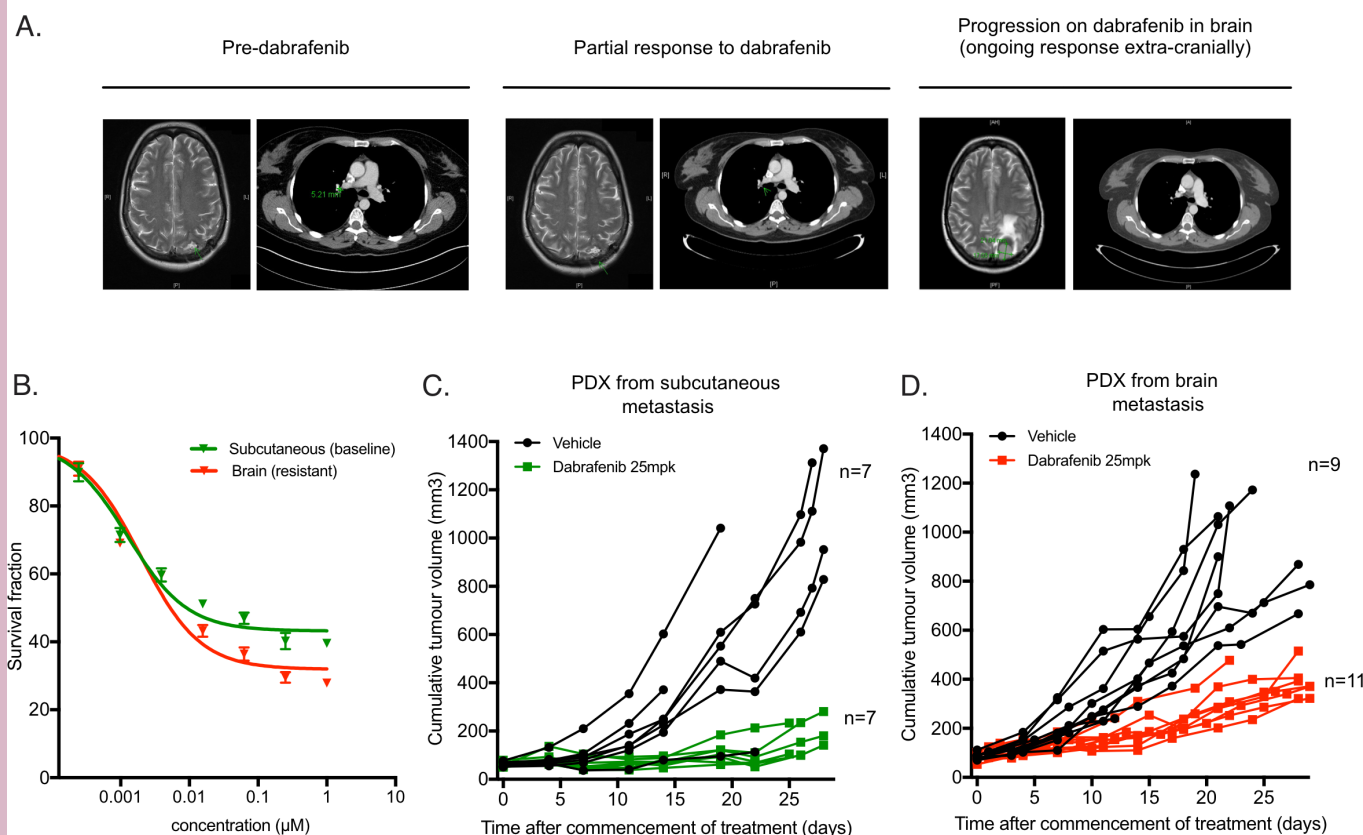 A.
Pre-dabrafenib
Partial response to dabrafenib
Progression on dabrafenib in brain
(ongoing response extra-cranially)
[R]
[L]
[P]
5.21 mm
[R]
[L]
[P]
[R]
[L]
[P]
[AH]
[PF]
[A]
[P]
B.
100
80
60
40
20
0
Survival fraction
Subcutaneous (baseline)
Brain (resistant)
0.001
0.01
0.1
1
10
concentration (µM)
C.
PDX from subcutaneous
metastasis
Vehicle
Dabrafenib 25mpk
1400
1200
1000
800
600
400
200
0
Cumulative tumour volume (mm3)
n=7
n=7
0
5
10
15
20
25
Time after commencement of treatment (days)
D.
PDX from brain
metastasis
Vehicle
Dabrafenib 25mpk
1400
1200
1000
800
600
400
200
0
Cumulative tumour volume (mm3)
n=9
n=11
0
5
10
15
20
25
Time after commencement of treatment (days)